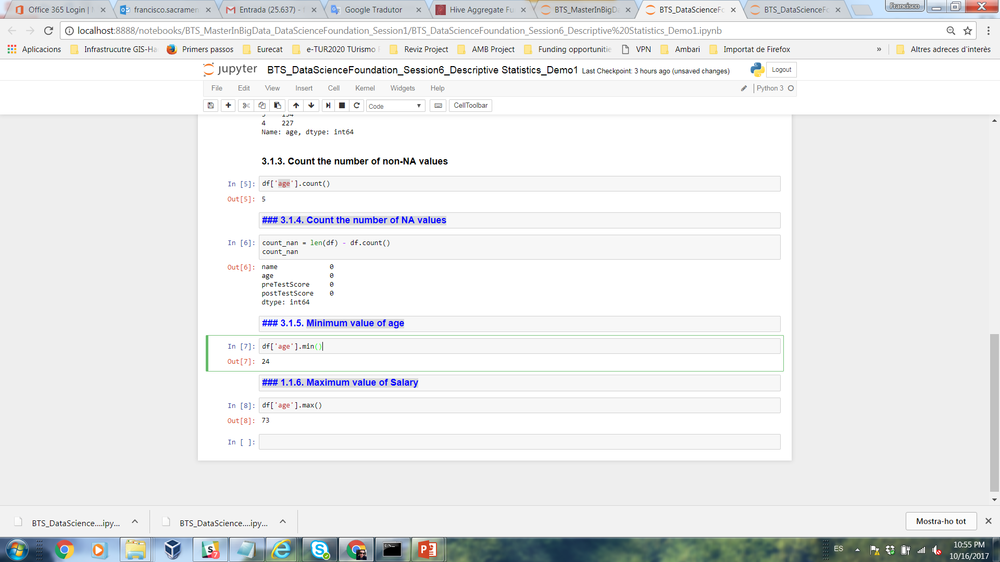 Office 365 Login |
francisco.sacramen
Entrada (25.637) - f
Google Tradutor
Hive Aggregate Fu
BTS_MasterInBigD
BTS_DataScienceFo
BTS_DataScienceFo
Francisco
localhost:8888/notebooks/BTS_MasterInBigData_DataScienceFoundation_Session1/BTS_DataScienceFoundation_Session6_Descriptive%20Statistics_Demo1.ipynb
Aplicacions
Infrastrucutre GIS-Ha
Primers passos
Eurecat
e-TUR2020 TUrismo
Reviz Project
AMB Project
Funding opportunitie
VPN
Ambari
Importat de Firefox
»
Altres adreces d'interès
jupyter BTS_DataScienceFoundation_Session6_Descriptive Statistics_Demo1 Last Checkpoint: 3 hours ago (unsaved changes)
Logout
File Edit View Insert Cell Kernel Widgets Help
Python 3
Code
CellToolbar
4 227
Name: age, dtype: int64
3.1.3. Count the number of non-NA values
In [5]: df['age'].count()
Out[5]: 5
### 3.1.4. Count the number of NA values
In [6]: count_nan = len(df) - df.count()
count_nan
Out[6]: name 0
age 0
preTestScore 0
postTestScore 0
dtype: int64
### 3.1.5. Minimum value of age
In [7]: df['age'].min()
Out[7]: 24
### 1.1.6. Maximum value of Salary
In [8]: df['age'].max()
Out[8]: 73
In [ ]:
BTS_DataScience....ipy...
BTS_DataScience....ipy...
Mostra-ho tot
ES
10:55 PM
10/16/2017